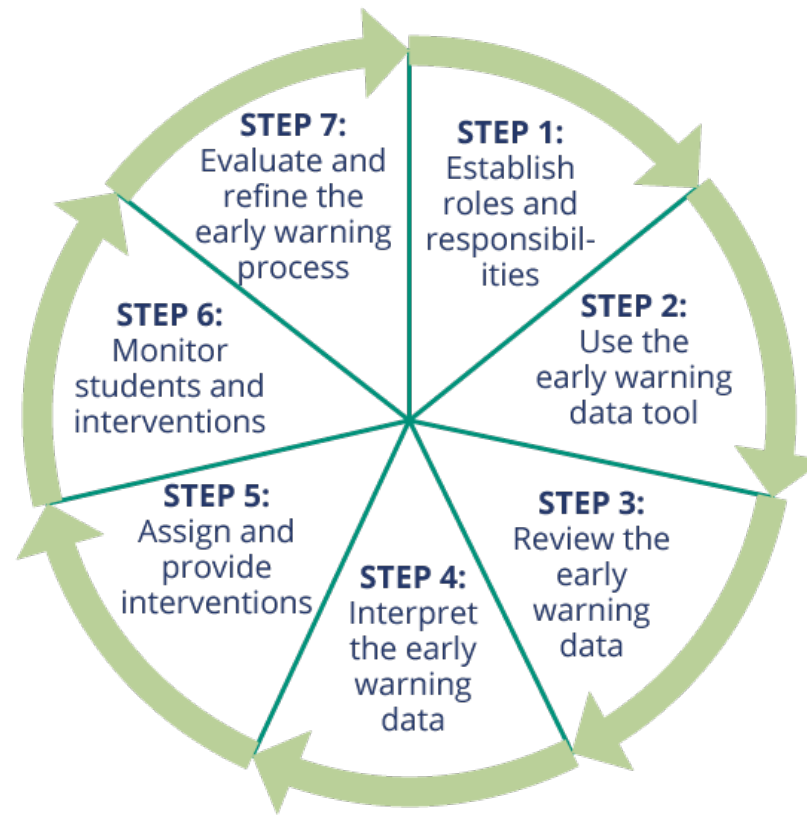 STEP 1:
Establish
roles and
responsibil-
ities
STEP 2:
Use the
early warning
data tool
STEP 3:
Review the
early
warning
data
STEP 4:
Interpret
the early
warning
data
STEP 5:
Assign and
provide
interventions
STEP 6:
Monitor
students and
interventions
STEP 7:
Evaluate and
refine the
early warning
process